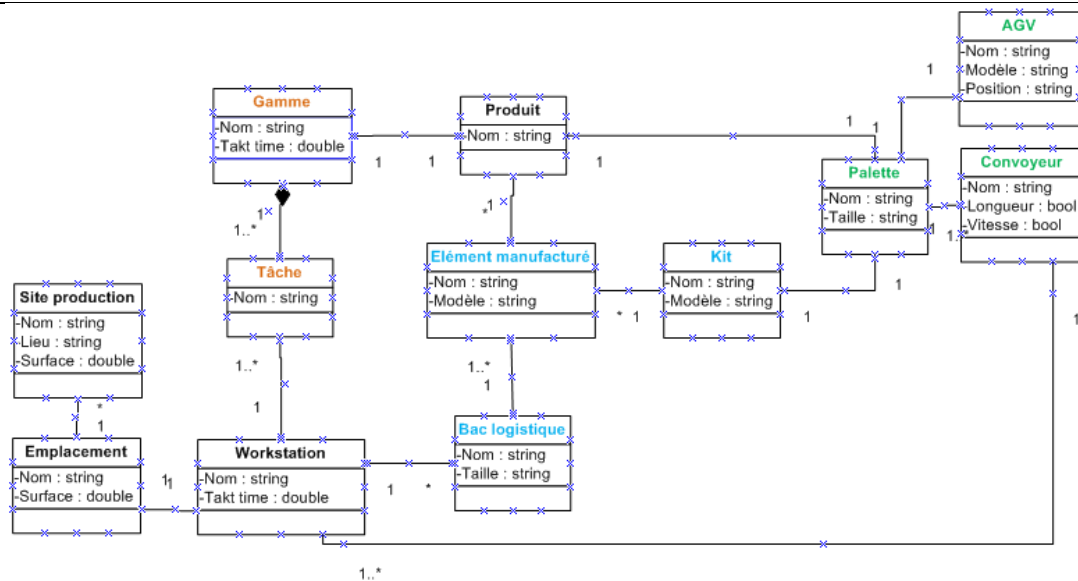 AGV
-Nom : string
-Modèle : string
-Position : string
1
Gamme
-Nom : string
-Takt time : double
1
1
Produit
-Nom : string
1
1
1
Palette
-Nom : string
-Taille : string
1
1..*
Convoyeur
-Nom : string
-Longueur : bool
-Vitesse : bool
1
1..*
*
1
Tâche
-Nom : string
Elément manufacturé
-Nom : string
-Modèle : string
*
1
Kit
-Nom : string
-Modèle : string
1
1
Site production
-Nom : string
-Lieu : string
-Surface : double
*
1
1..*
1
1..*
1
Bac logistique
-Nom : string
-Taille : string
Emplacement
-Nom : string
-Surface : double
1
1
Workstation
-Nom : string
-Takt time : double
1
*
1
1..*